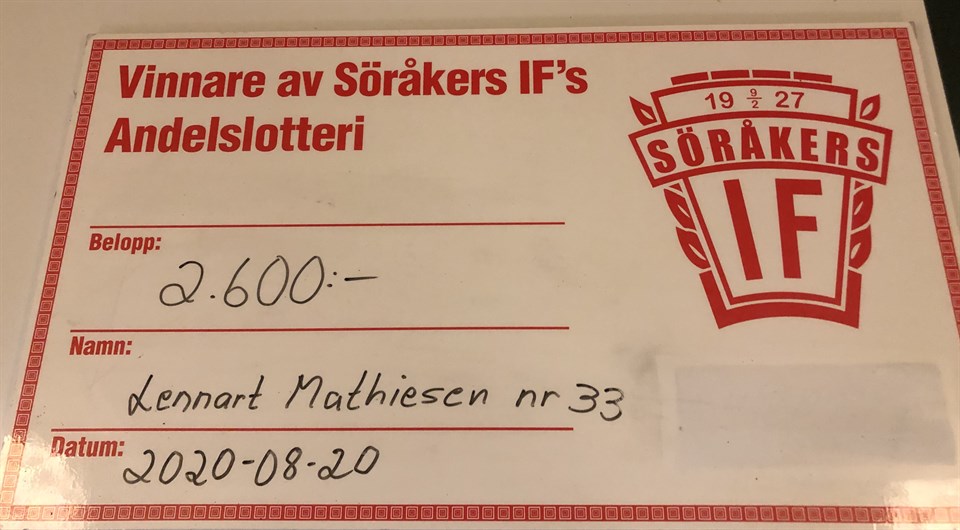 Vinnare av Söråkers IF's
Andelslotteri
19 9/2 27
SÖRÅKERS
IF
Belopp:
2.600:-
Namn:
Lennart Mathiesen nr 33
Datum:
2020-08-20